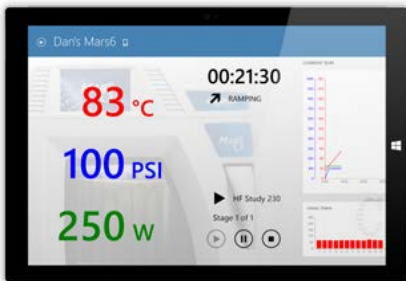 Dan's Mars6
83 °C
100 PSI
250 W
00:21:30
RAMPING
HF Study 230
Stage 1 of 1